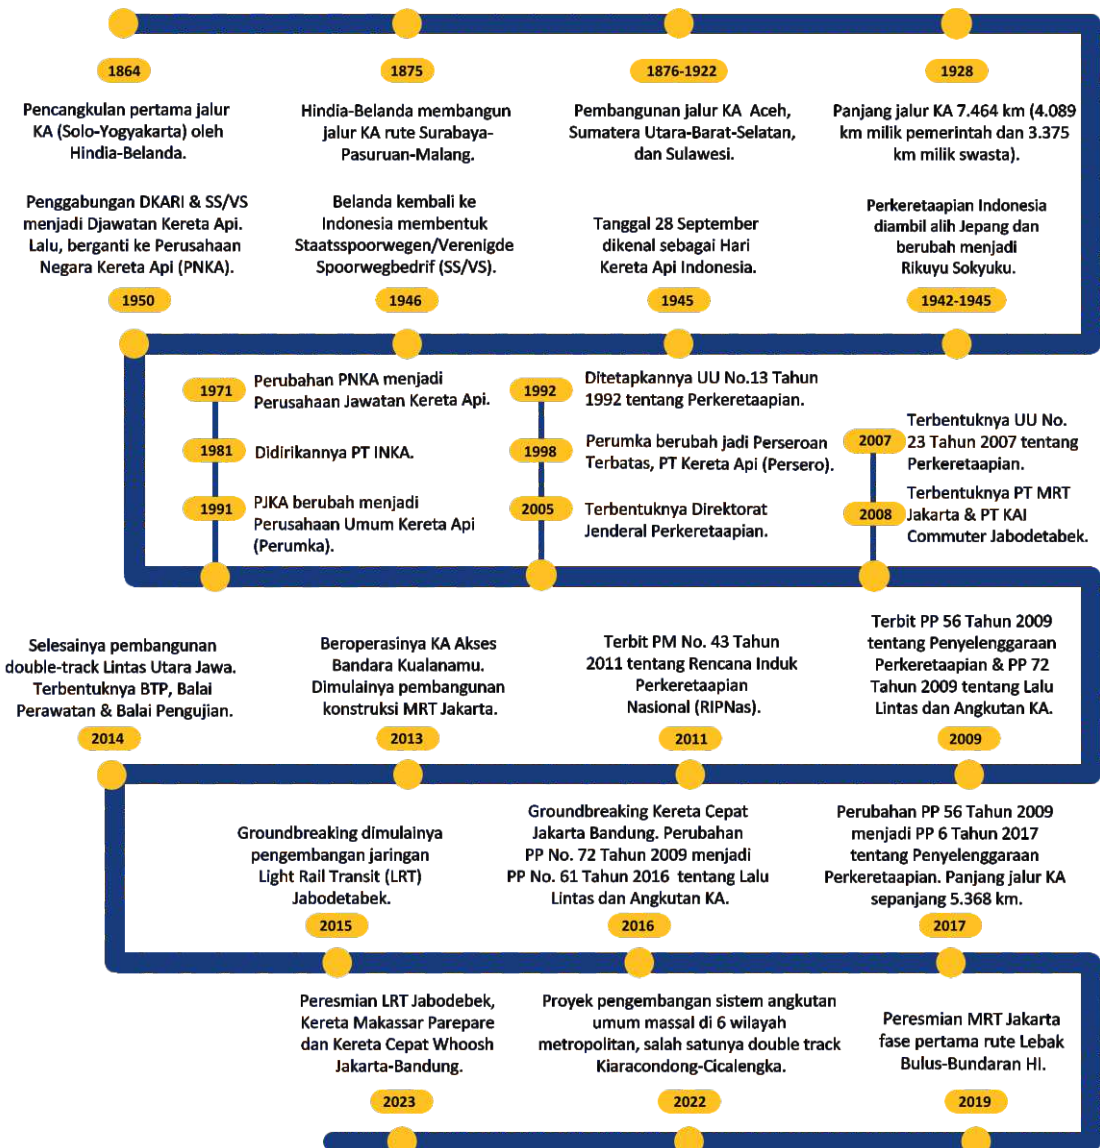 1864
Pencangkulan pertama jalur
KA (Solo-Yogyakarta) oleh
Hindia-Belanda.
1875
Hindia-Belanda membangun
jalur KA rute Surabaya-
Pasuruan-Malang.
1876-1922
Pembangunan jalur KA Aceh,
Sumatera Utara-Barat-Selatan,
dan Sulawesi.
1928
Panjang jalur KA 7.464 km (4.089
km milik pemerintah dan 3.375
km milik swasta).
Perkeretaapian Indonesia
diambil alih Jepang dan
berubah menjadi
Rikuyu Sokyuku.
1942-1945
Tanggal 28 September
dikenal sebagai Hari
Kereta Api Indonesia.
1945
Belanda kembali ke
Indonesia membentuk
Staatsspoorwegen/Verenigde
Spoorwegbedrif (SS/VS).
1946
Penggabungan DKARI & SS/VS
menjadi Djawatan Kereta Api.
Lalu, berganti ke Perusahaan
Negara Kereta Api (PNKA).
1950
1971
Perubahan PNKA menjadi
Perusahaan Jawatan Kereta Api.
1981
Didirikannya PT INKA.
1991
PJKA berubah menjadi
Perusahaan Umum Kereta Api
(Perumka).
1992
Ditetapkannya UU No.13 Tahun
1992 tentang Perkeretaapian.
1998
Perumka berubah jadi Perseroan
Terbatas, PT Kereta Api (Persero).
2005
Terbentuknya Direktorat
Jenderal Perkeretaapian.
2007
Terbentuknya UU No.
23 Tahun 2007 tentang
Perkeretaapian.
2008
Terbentuknya PT MRT
Jakarta & PT KAI
Commuter Jabodetabek.
Terbit PP 56 Tahun 2009
tentang Penyelenggaraan
Perkeretaapian & PP 72
Tahun 2009 tentang Lalu
Lintas dan Angkutan KA.
2009
Terbit PM No. 43 Tahun
2011 tentang Rencana Induk
Perkeretaapian
Nasional (RIPNas).
2011
Beroperasinya KA Akses
Bandara Kualanamu.
Dimulainya pembangunan
konstruksi MRT Jakarta.
2013
Selesainya pembangunan
double-track Lintas Utara Jawa.
Terbentuknya BTP, Balai
Perawatan & Balai Pengujian.
2014
Groundbreaking dimulainya
pengembangan jaringan
Light Rail Transit (LRT)
Jabodetabek.
2015
Groundbreaking Kereta Cepat
Jakarta Bandung. Perubahan
PP No. 72 Tahun 2009 menjadi
PP No. 61 Tahun 2016 tentang Lalu
Lintas dan Angkutan KA.
2016
Perubahan PP 56 Tahun 2009
menjadi PP 6 Tahun 2017
tentang Penyelenggaraan
Perkeretaapian. Panjang jalur KA
sepanjang 5.368 km.
2017
Peresmian MRT Jakarta
fase pertama rute Lebak
Bulus-Bundaran HI.
2019
Proyek pengembangan sistem angkutan
umum massal di 6 wilayah
metropolitan, salah satunya double track
Kiaracondong-Cicalengka.
2022
Peresmian LRT Jabodebek,
Kereta Makassar Parepare
dan Kereta Cepat Whoosh
Jakarta-Bandung.
2023